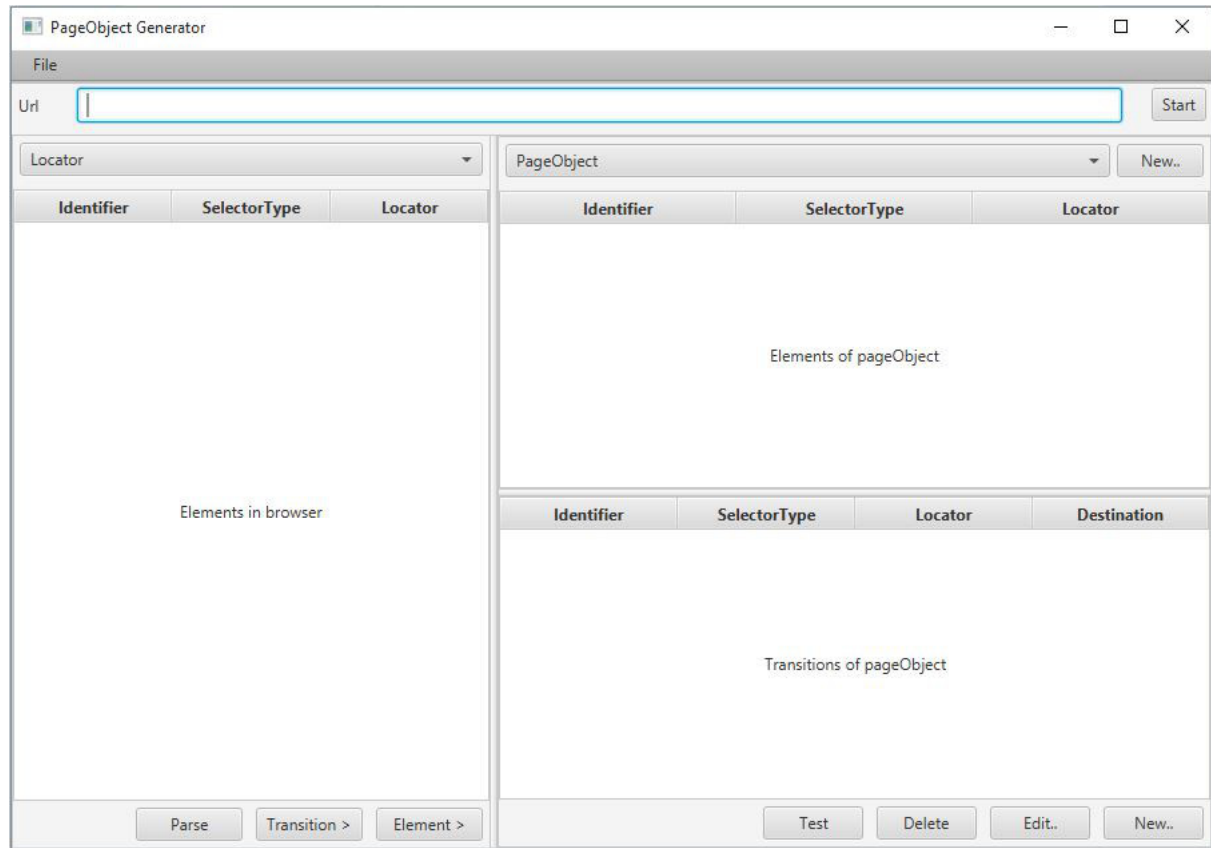 PageObject Generator
File
Url Start
Locator
Identifier SelectorType Locator
Elements in browser
Parse Transition > Element >
PageObject New..
Identifier SelectorType Locator
Elements of pageObject
Identifier SelectorType Locator Destination
Transitions of pageObject
Test Delete Edit.. New..